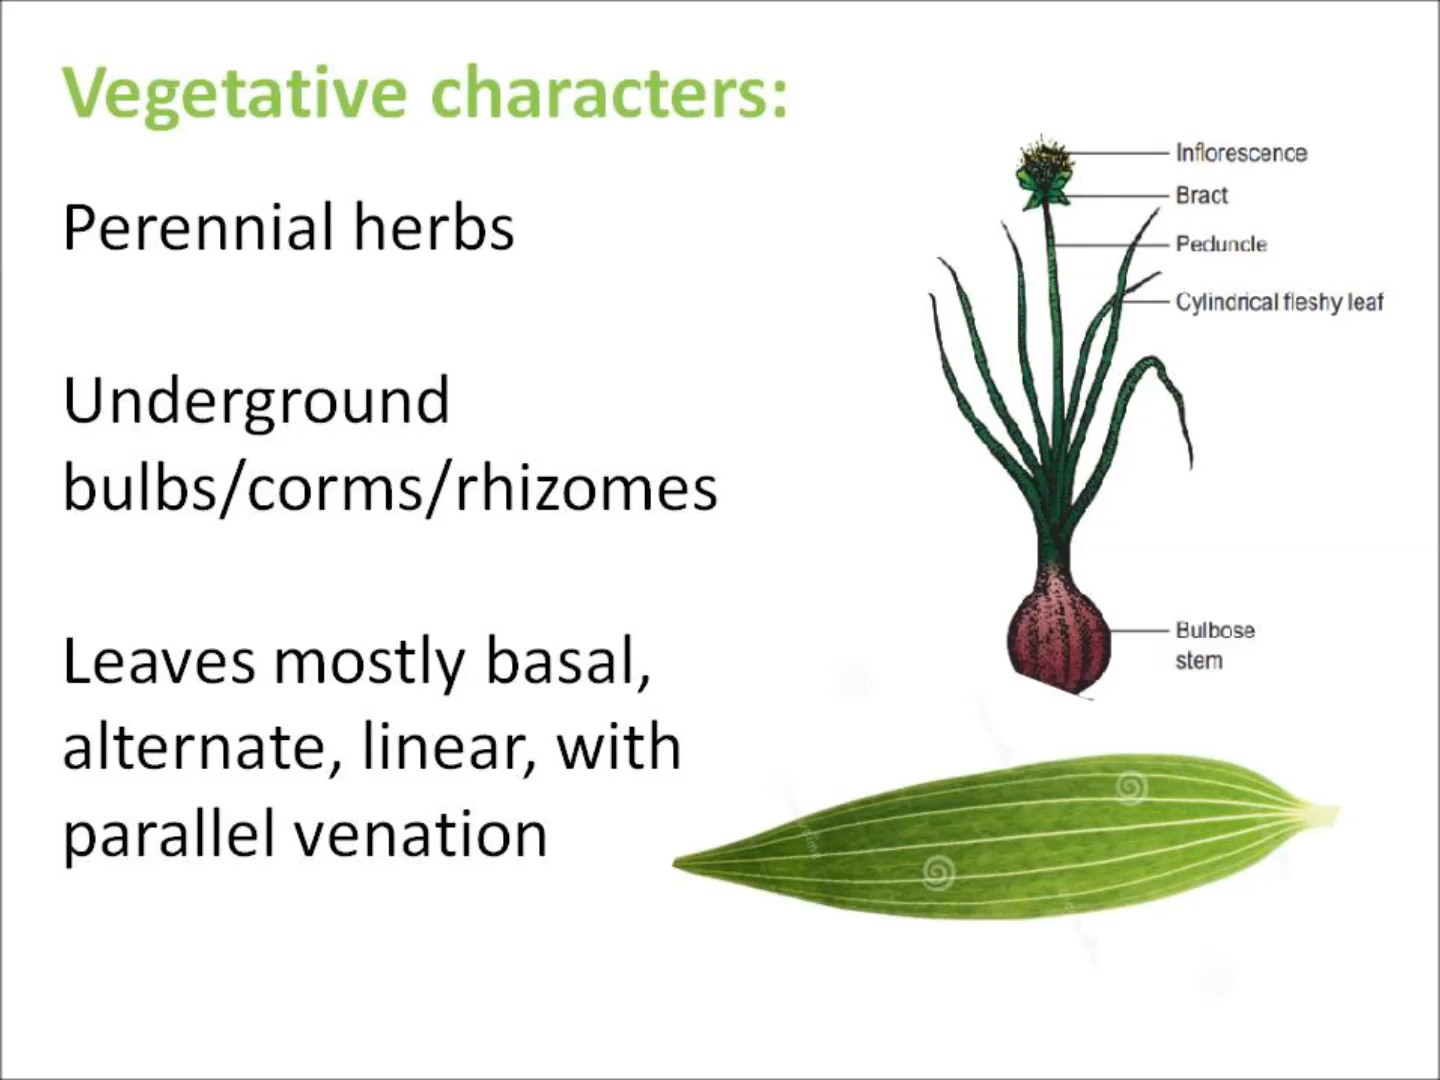 Vegetative characters:
Perennial herbs
Underground
bulbs/corms/rhizomes
Leaves mostly basal,
alternate, linear, with
parallel venation
Inflorescence
Bract
Peduncle
Cylindrical fleshy leaf
Bulbose
stem